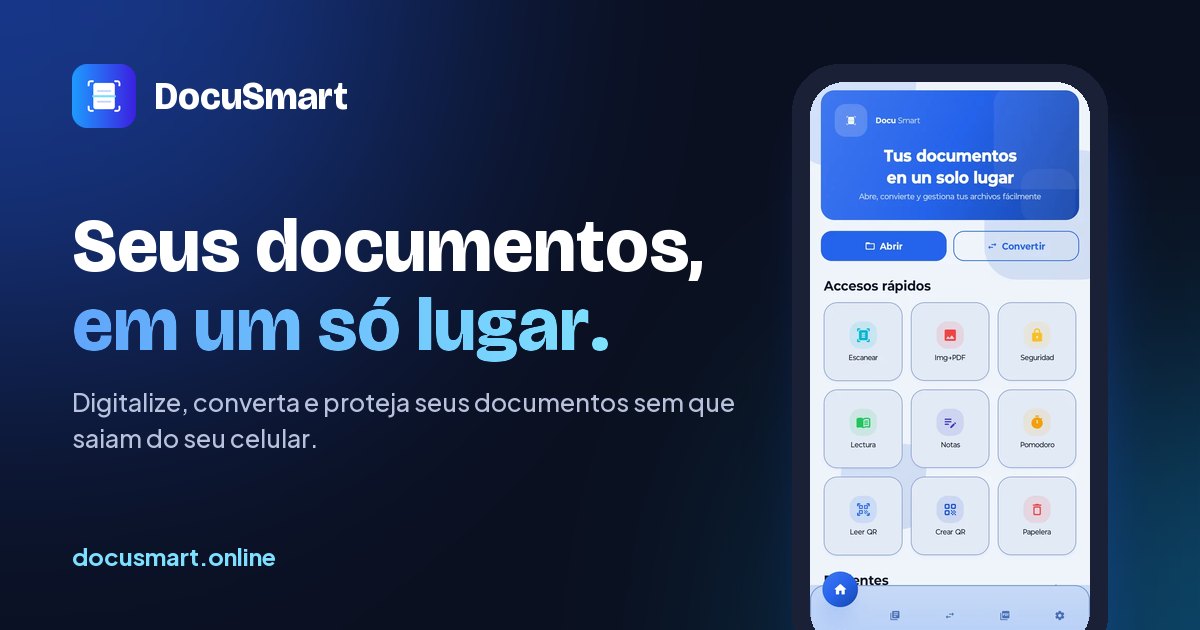 DocuSmart
Seus documentos,
em um só lugar.
Digitalize, converta e proteja seus documentos sem que
saiam do seu celular.
docusmart.online
Docu Smart
Tus documentos
en un solo lugar
Abre, convierte y gestiona tus archivos fácilmente
Abrir
Convertir
Accesos rápidos
Escanear
Img→PDF
Seguridad
Lectura
Notas
Pomodoro
Leer QR
Crear QR
Papelera